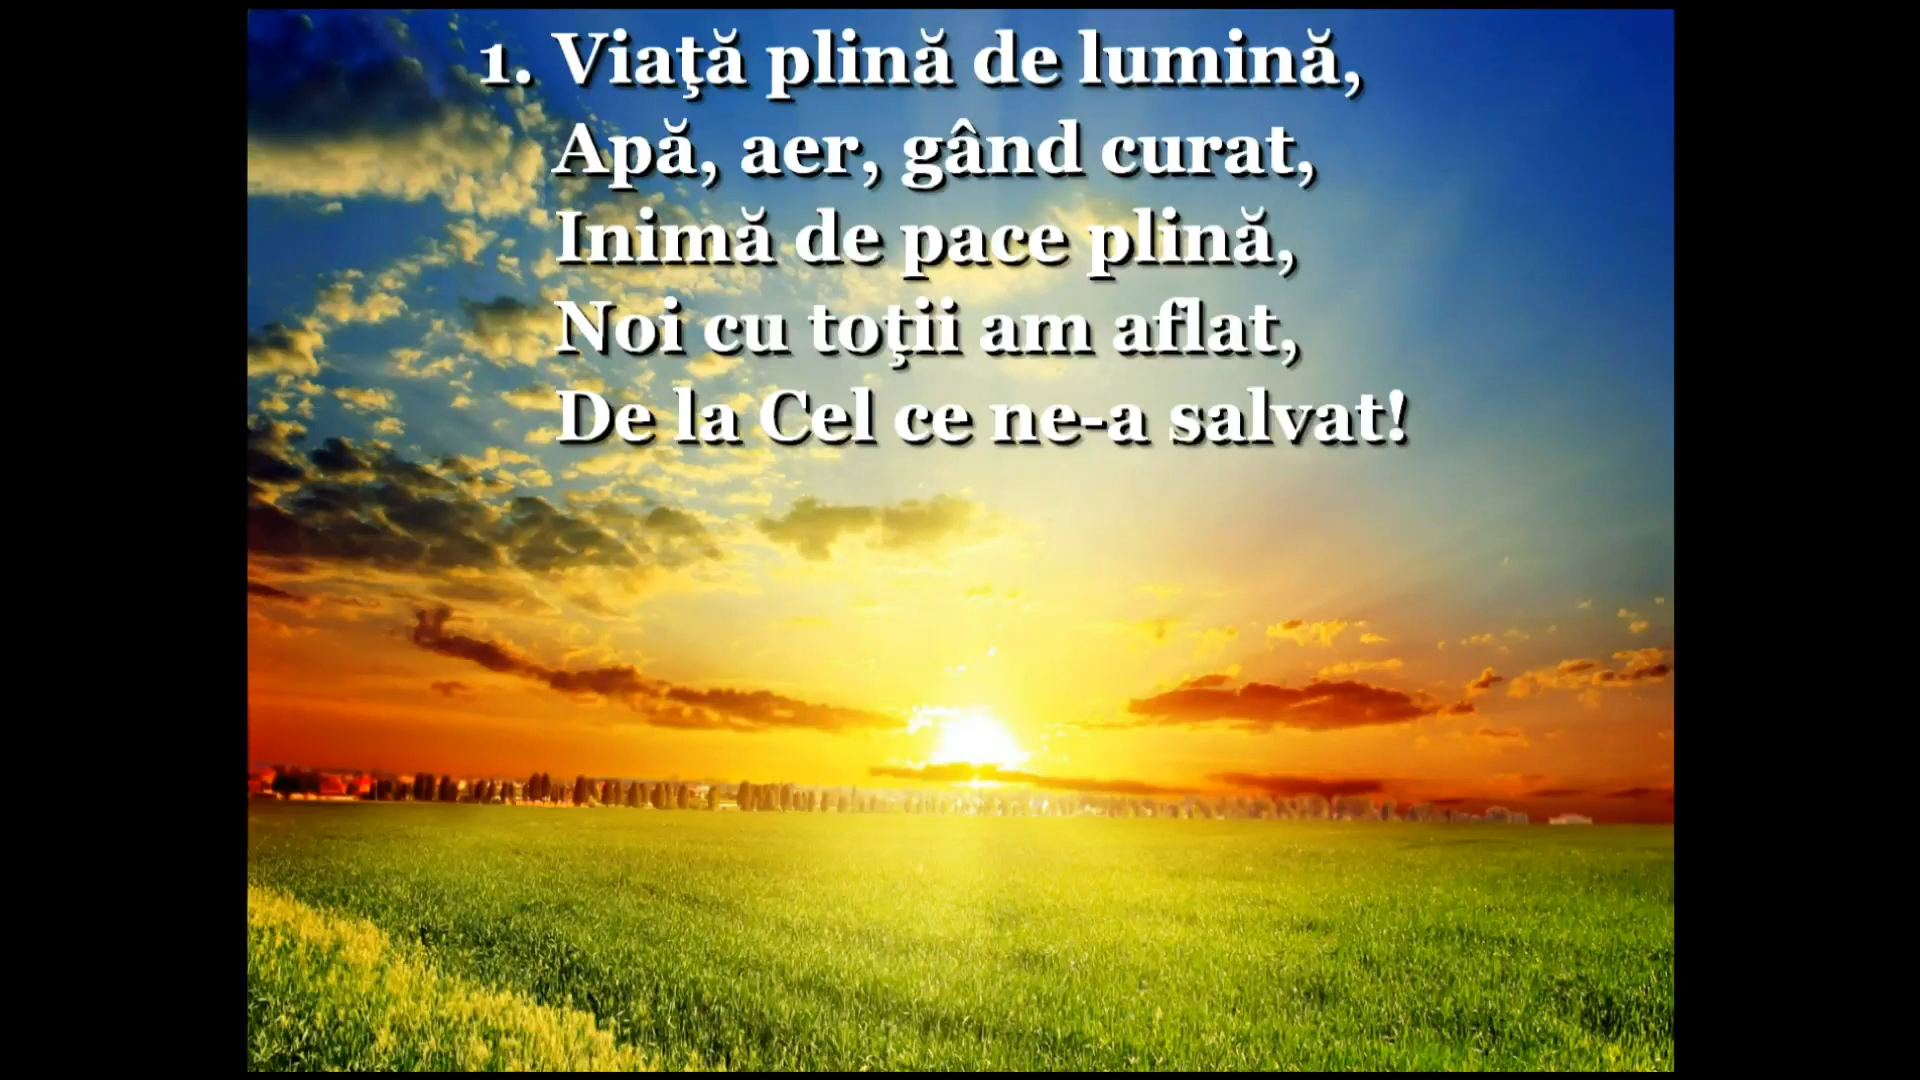 1. Viaţă plină de lumină,
Apă, aer, gând curat,
Inimă de pace plină,
Noi cu toţii am aflat,
De la Cel ce ne-a salvat!